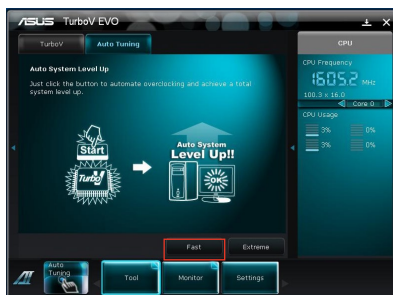 ASUS TurboV EVO
TurboV
Auto Tuning
CPU
Auto System Level Up
Just click the button to automate overclocking and achieve a total
system level up.
CPU Frequency
1605.2 MHz
100.3 x 16.0
Core 0
CPU Usage
3%
0%
3%
0%
Start
Turbo!
Auto System
Level Up!!
OK
Fast
Extreme
Auto
Tuning
Tool
Monitor
Settings